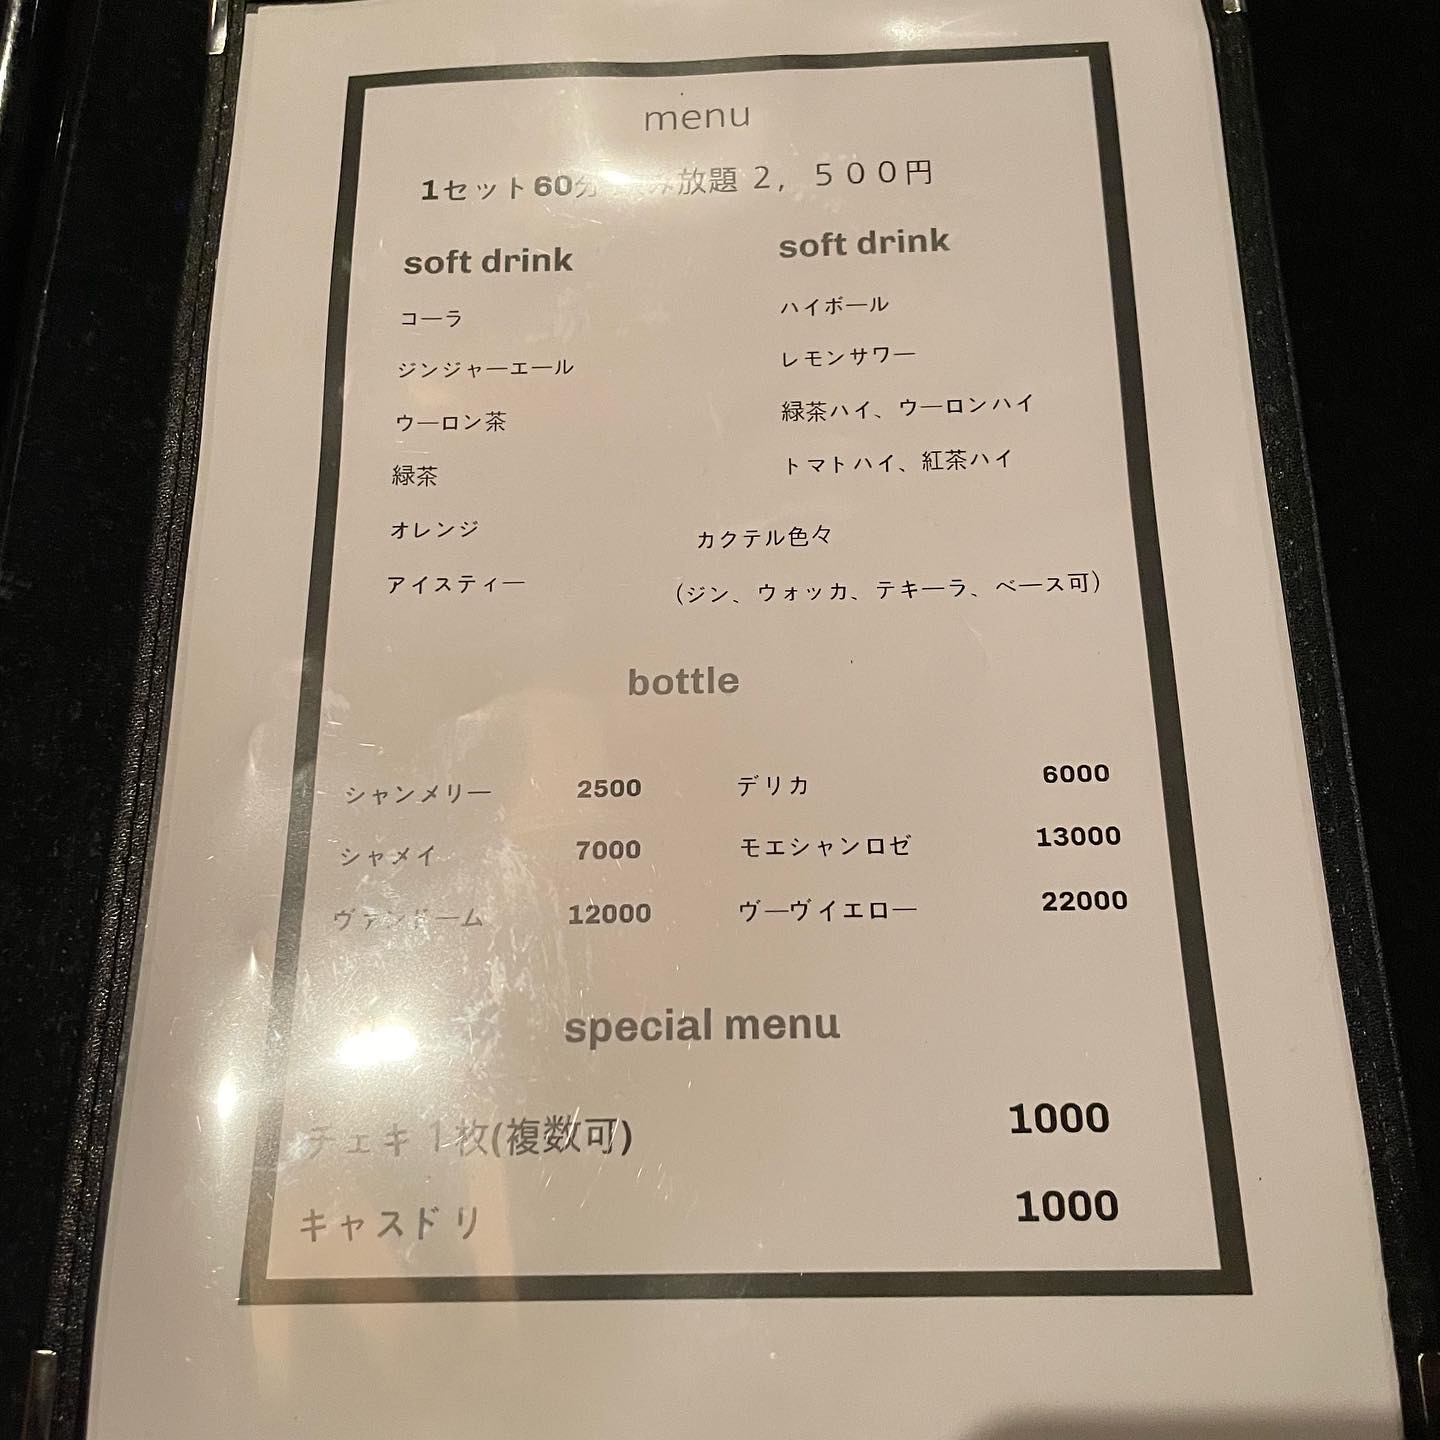 menu
1セット60分 飲み放題 2,500円
soft drink
コーラ
ジンジャーエール
ウーロン茶
緑茶
オレンジ
アイスティー
soft drink
ハイボール
レモンサワー
緑茶ハイ、ウーロンハイ
トマトハイ、紅茶ハイ
カクテル色々
(ジン、ウォッカ、テキーラ、ベース可)
bottle
シャンメリー 2500
シャメイ 7000
ヴァンドーム 12000
デリカ 6000
モエシャンロゼ 13000
ヴーヴイエロー 22000
special menu
チェキ1枚(複数可) 1000
キャスドリ 1000